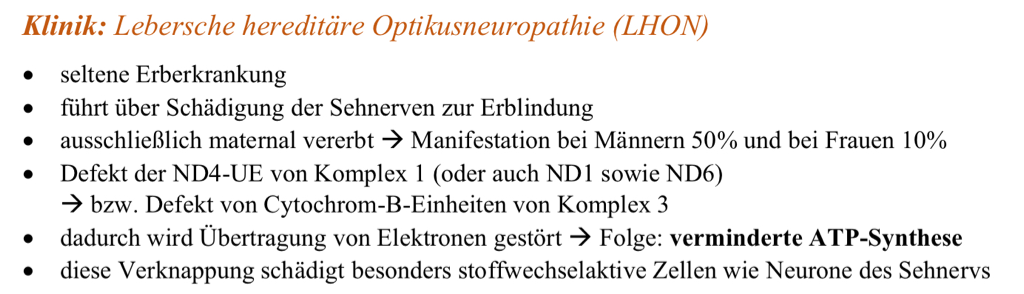 Klinik: Lebersche hereditäre Optikusneuropathie (LHON)
• seltene Erberkrankung
• führt über Schädigung der Sehnerven zur Erblindung
• ausschließlich maternal vererbt → Manifestation bei Männern 50% und bei Frauen 10%
• Defekt der ND4-UE von Komplex 1 (oder auch ND1 sowie ND6)
→ bzw. Defekt von Cytochrom-B-Einheiten von Komplex 3
• dadurch wird Übertragung von Elektronen gestört → Folge: verminderte ATP-Synthese
• diese Verknappung schädigt besonders stoffwechselaktive Zellen wie Neurone des Sehnervs